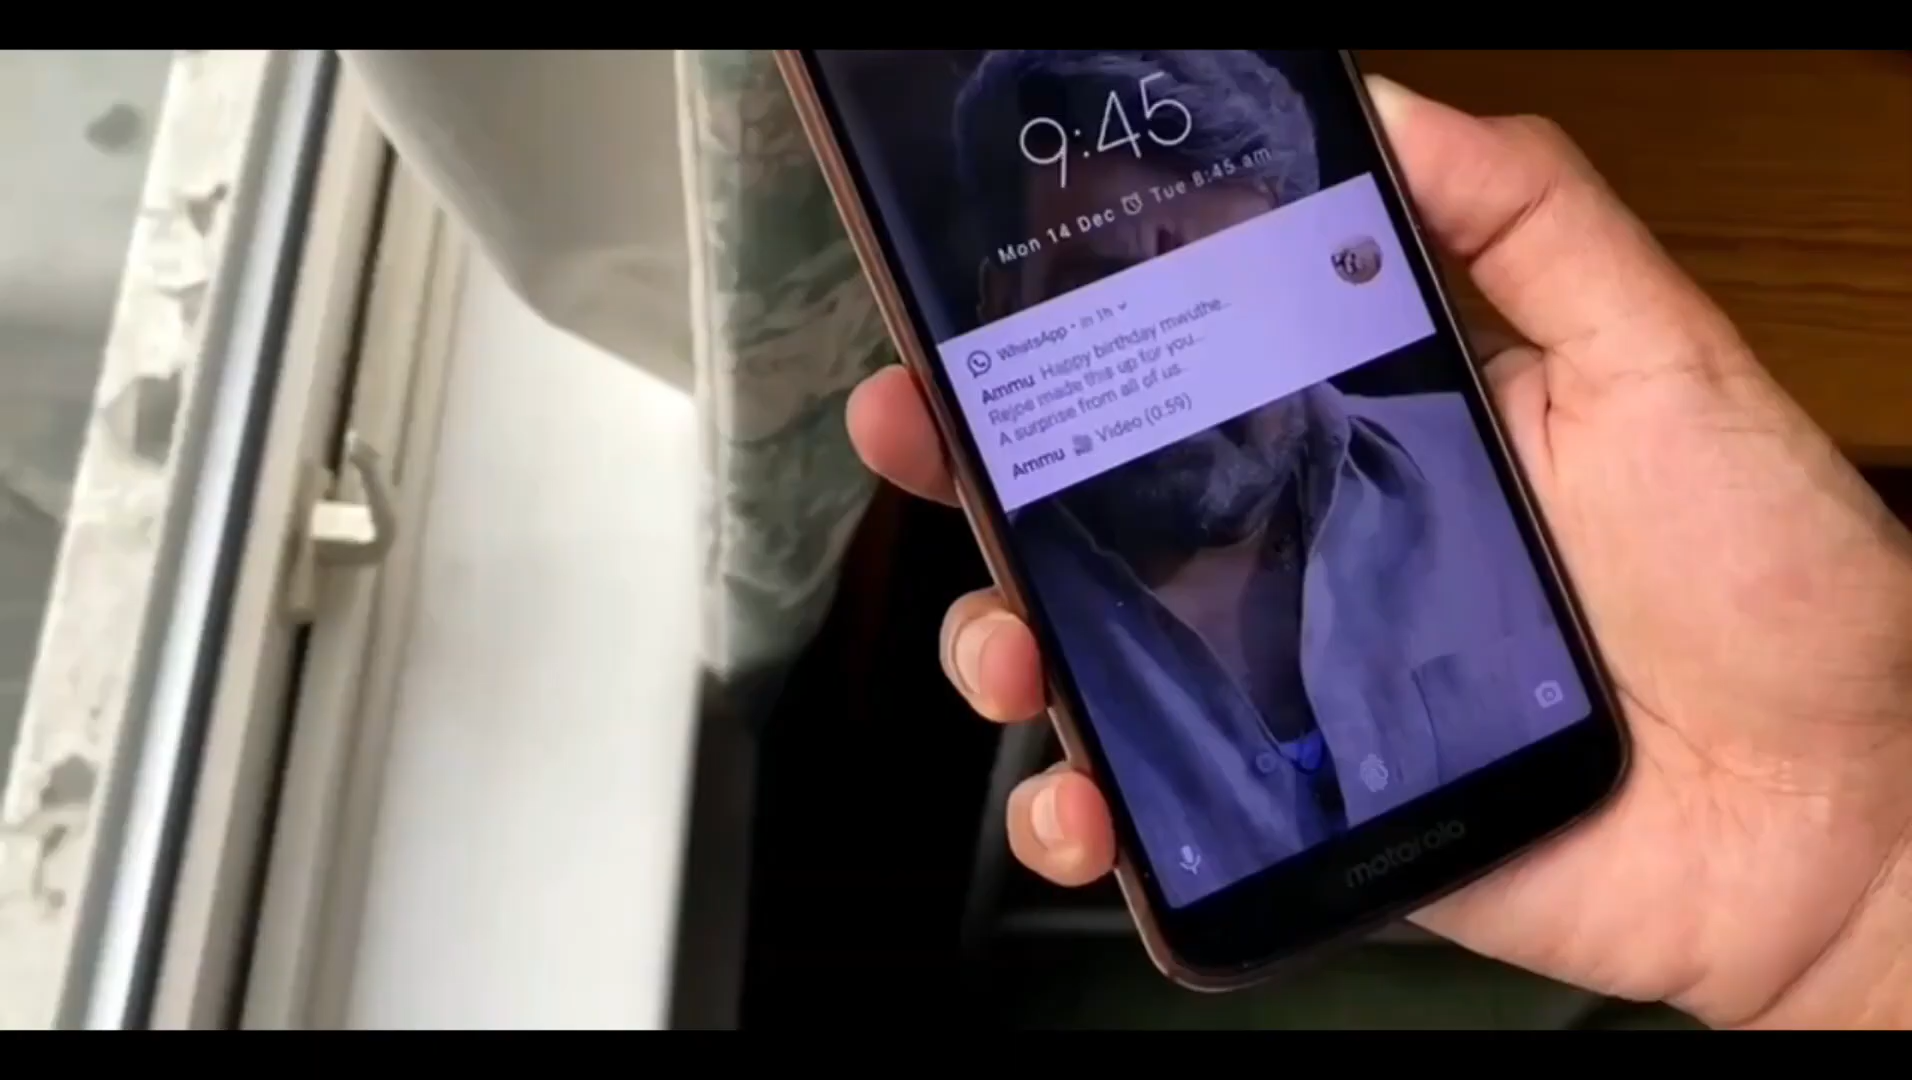 9:45
Mon 14 Dec Tue 8:45 am
WhatsApp • in 1h
Ammu Happy birthday mwuthe...
Rejoe made this up for you...
A surprise from all of us..
Ammu Video (0:59)
motorola